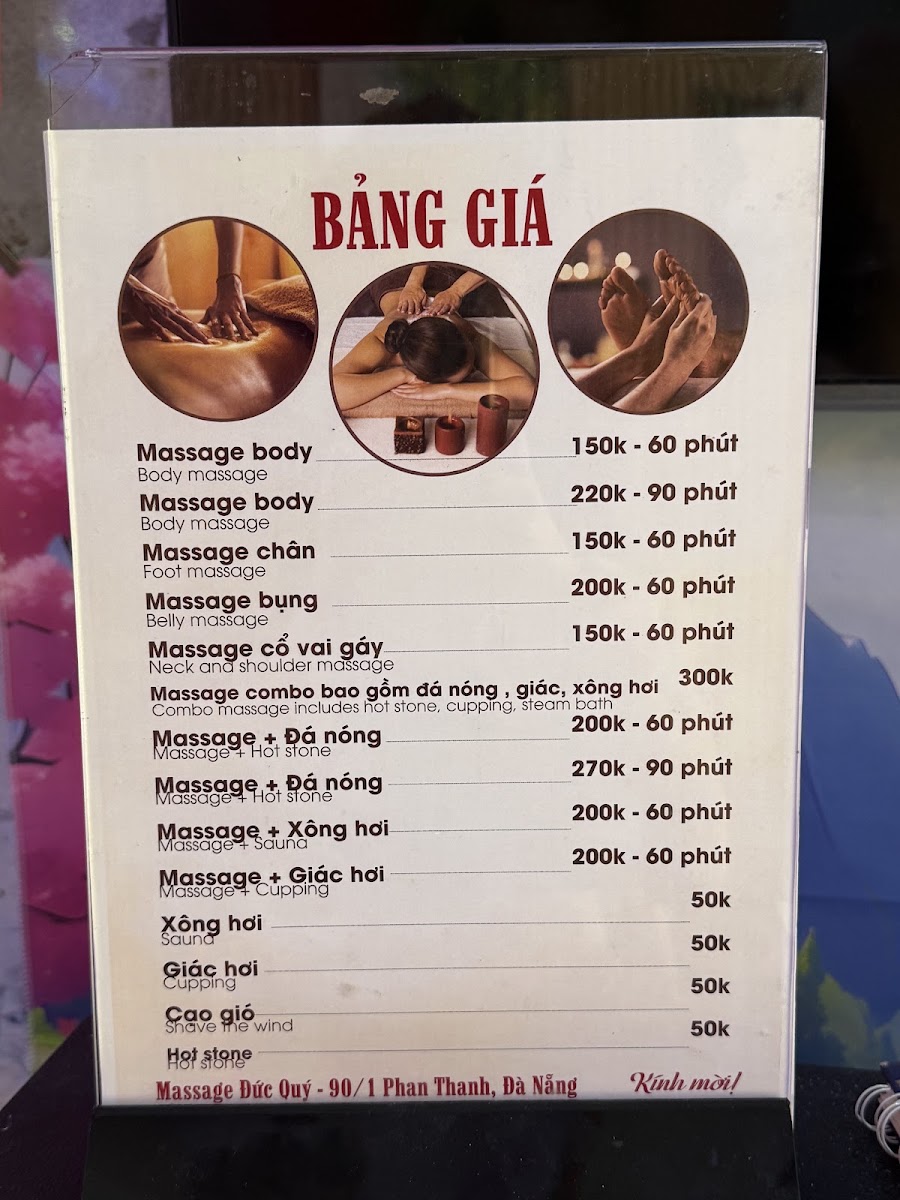 BẢNG GIÁ
Massage body 150k - 60 phút
Body massage
Massage body 220k - 90 phút
Body massage
Massage chân 150k - 60 phút
Foot massage
Massage bụng 200k - 60 phút
Belly massage
Massage cổ vai gáy 150k - 60 phút
Neck and shoulder massage
Massage combo bao gồm đá nóng , giác, xông hơi 300k
Combo massage includes hot stone, cupping, steam bath
Massage + Đá nóng 200k - 60 phút
Massage + Hot stone
Massage + Đá nóng 270k - 90 phút
Massage + Hot stone
Massage + Xông hơi 200k - 60 phút
Massage + Sauna
Massage + Giác hơi 200k - 60 phút
Massage + Cupping
Xông hơi 50k
Sauna
Giác hơi 50k
Cupping
Cạo gió 50k
Shave the wind
Hot stone 50k
Hot stone
Massage Đức Quý - 90/1 Phan Thanh, Đà Nẵng Kính mời!